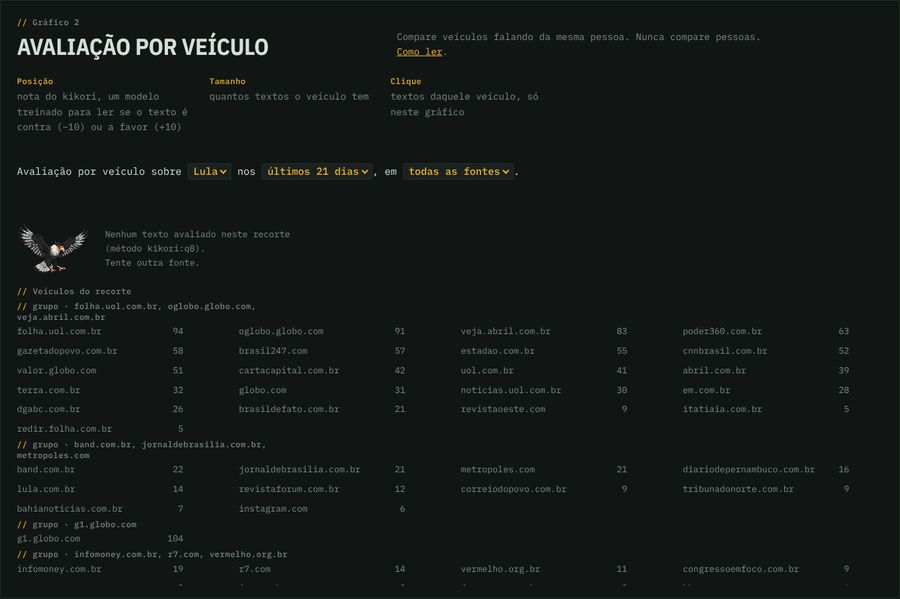 // Gráfico 2
AVALIAÇÃO POR VEÍCULO
Compare veículos falando da mesma pessoa. Nunca compare pessoas.
Como ler.
Posição
nota do kikori, um modelo
treinado para ler se o texto é
contra (−10) ou a favor (+10)
Tamanho
quantos textos o veículo tem
Clique
textos daquele veículo, só
neste gráfico
Avaliação por veículo sobre Lula nos últimos 21 dias, em todas as fontes.
Nenhum texto avaliado neste recorte
(método kikori:q8).
Tente outra fonte.
// Veículos do recorte
// grupo · folha.uol.com.br, oglobo.globo.com,
veja.abril.com.br
folha.uol.com.br 94 oglobo.globo.com 91 veja.abril.com.br 83 poder360.com.br 63
gazetadopovo.com.br 58 brasil247.com 57 estadao.com.br 55 cnnbrasil.com.br 52
valor.globo.com 51 cartacapital.com.br 42 uol.com.br 41 abril.com.br 39
terra.com.br 32 globo.com 31 noticias.uol.com.br 30 em.com.br 28
dgabc.com.br 26 brasildefato.com.br 21 revistaoeste.com 9 itatiaia.com.br 5
redir.folha.com.br 5
// grupo · band.com.br, jornaldebrasilia.com.br,
metropoles.com
band.com.br 22 jornaldebrasilia.com.br 21 metropoles.com 21 diariodepernambuco.com.br 16
lula.com.br 14 revistaforum.com.br 12 correiodopovo.com.br 9 tribunadonorte.com.br 9
bahianoticias.com.br 7 instagram.com 6
// grupo · g1.globo.com
g1.globo.com 104
// grupo · infomoney.com.br, r7.com, vermelho.org.br
infomoney.com.br 19 r7.com 14 vermelho.org.br 11 congressoemfoco.com.br 9